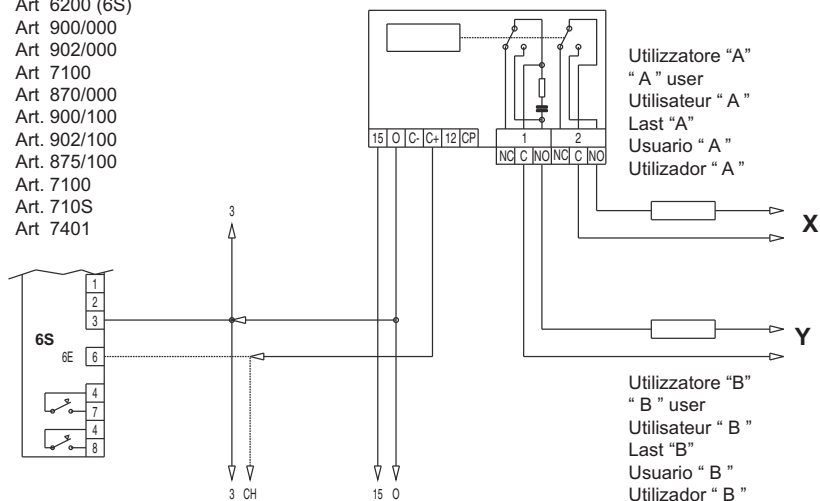 Art 6200 (6S)
Art 900/000
Art 902/000
Art 7100
Art 870/000
Art. 900/100
Art. 902/100
Art. 875/100
Art. 7100
Art. 710S
Art 7401
15 O C- C+ 12 CP
1 2
NC C NO NC C NO
Utilizzatore "A"
“ A ” user
Utilisateur “ A ”
Last “A”
Usuario “ A ”
Utilizador “ A ”
X
3
1
2
3
6S
6E 6
4
7
4
8
Y
Utilizzatore “B”
“ B ” user
Utilisateur “ B ”
Last “B”
Usuario “ B ”
Utilizador “ B ”
3 CH 15 O